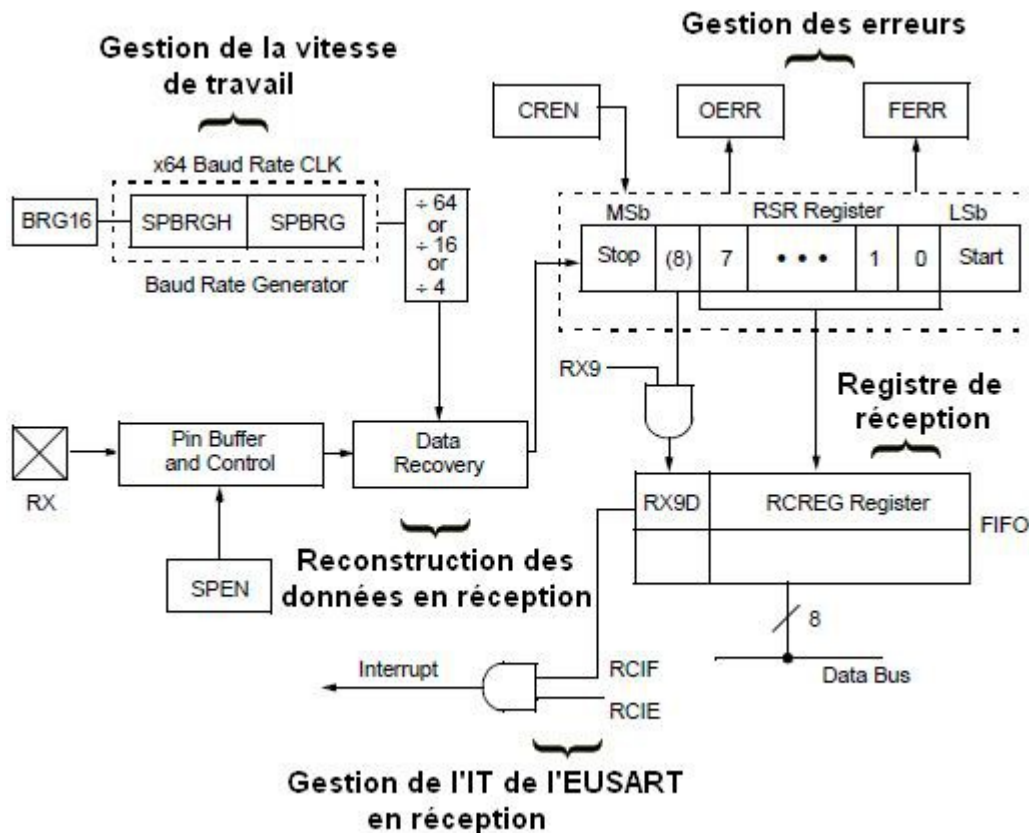 Gestion de la vitesse
de travail
Gestion des erreurs
CREN
OERR
FERR
x64 Baud Rate CLK
BRG16
SPBRGH
SPBRG
Baud Rate Generator
÷ 64
or
÷ 16
or
÷ 4
MSb
RSR Register
LSb
Stop
(8)
7
• • •
1
0
Start
RX9
Registre de
réception
RX
Pin Buffer
and Control
Data
Recovery
RX9D
RCREG Register
FIFO
SPEN
Reconstruction des
données en réception
8
Data Bus
Interrupt
RCIF
RCIE
Gestion de l'IT de l'EUSART
en réception